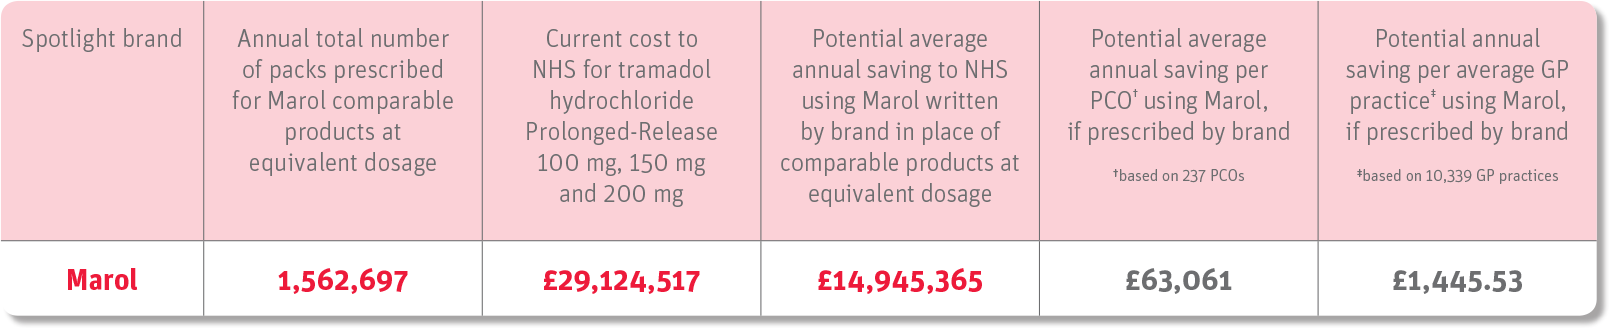 Spotlight brand
Annual total number
of packs prescribed
for Marol comparable
products at
equivalent dosage
Current cost to
NHS for tramadol
hydrochloride
Prolonged-Release
100 mg, 150 mg
and 200 mg
Potential average
annual saving to NHS
using Marol written
by brand in place of
comparable products at
equivalent dosage
Potential average
annual saving per
PCO† using Marol,
if prescribed by brand
†based on 237 PCOs
Potential annual
saving per average GP
practice‡ using Marol,
if prescribed by brand
‡based on 10,339 GP practices
Marol
1,562,697
£29,124,517
£14,945,365
£63,061
£1,445.53